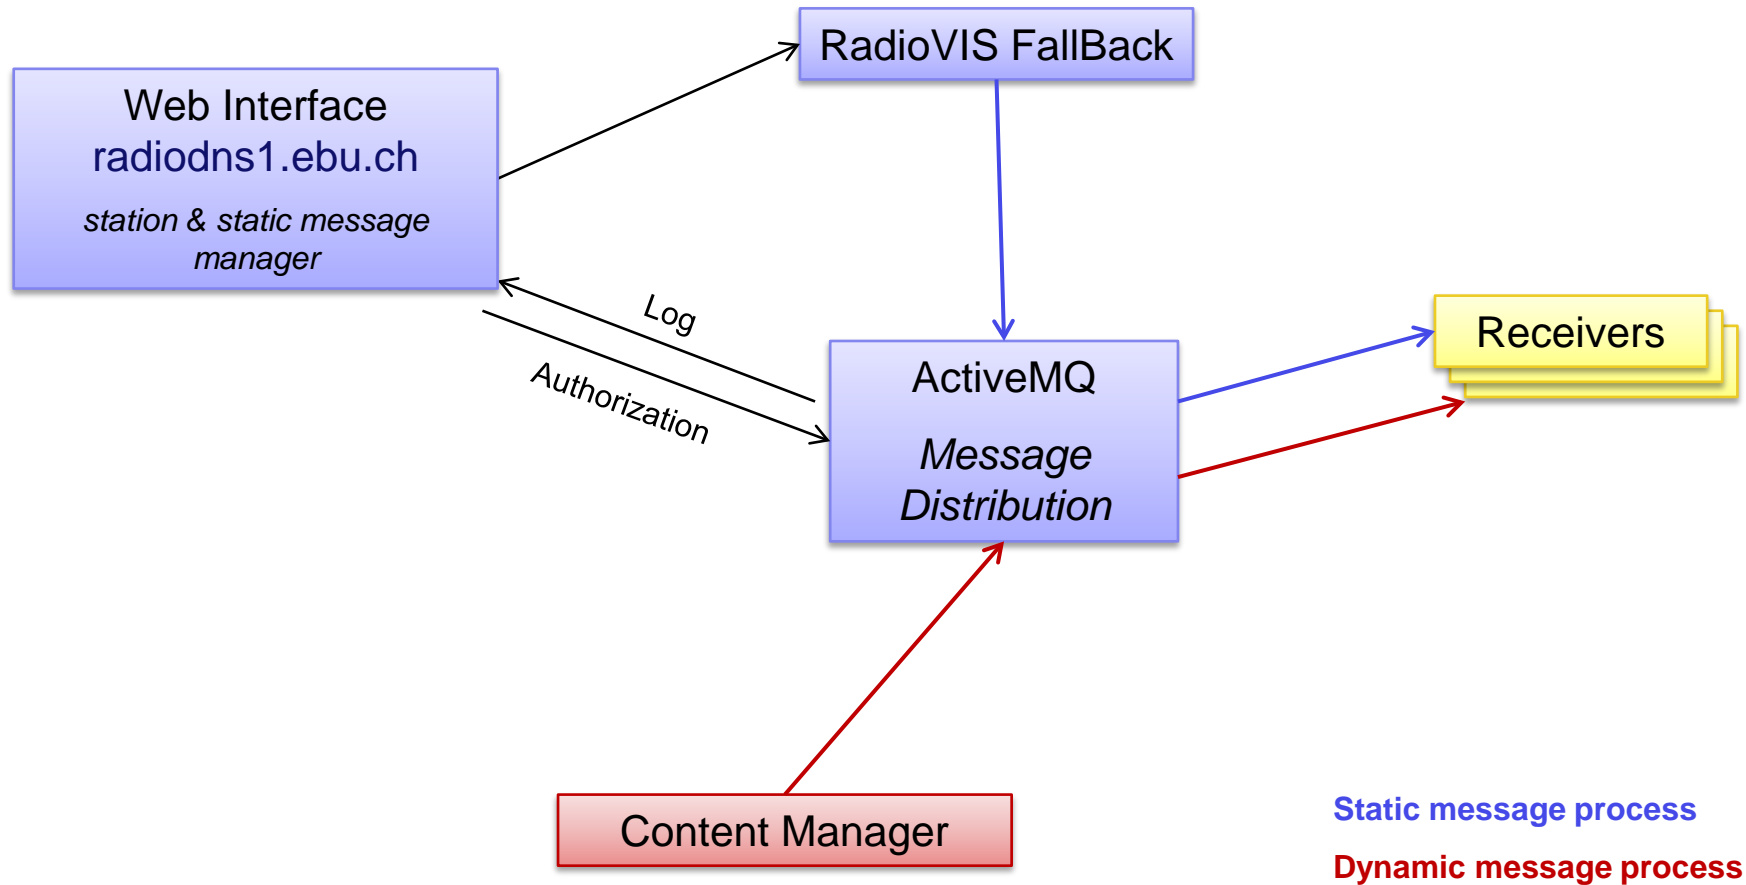 RadioVIS FallBack
Web Interface
radiodns1.ebu.ch
station & static message
manager
Log
Authorization
Receivers
ActiveMQ
Message
Distribution
Content Manager
Static message process
Dynamic message process